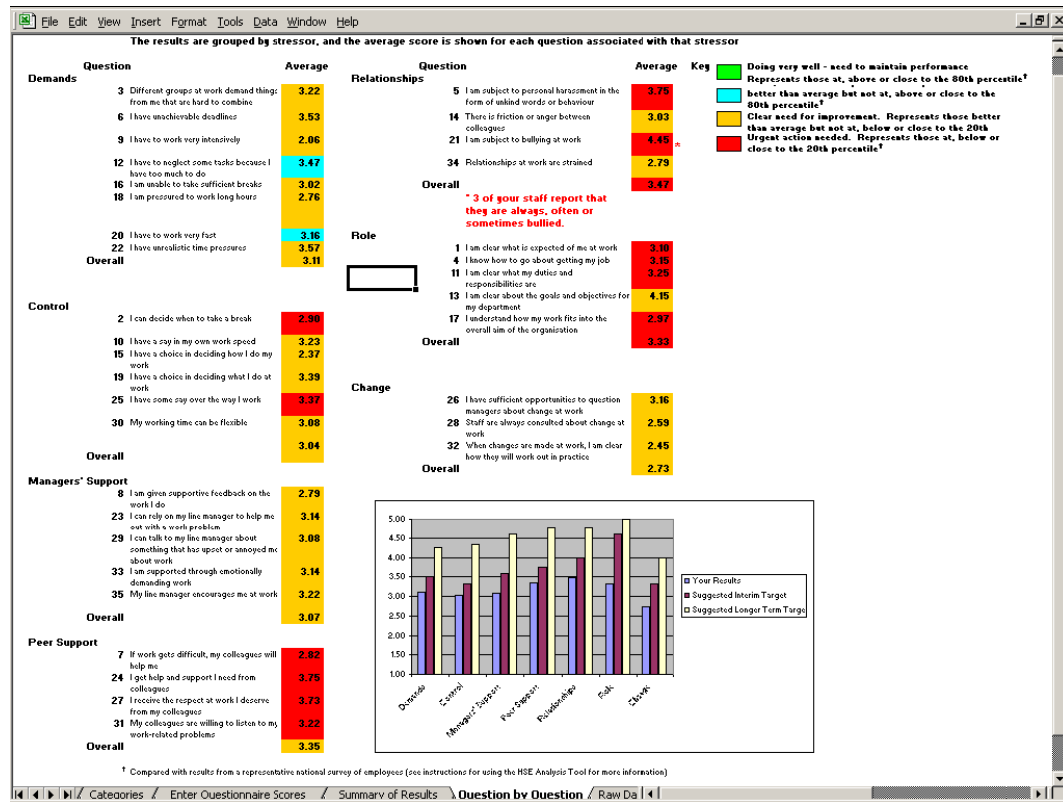 File Edit View Insert Format Tools Data Window Help
The results are grouped by stressor, and the average score is shown for each question associated with that stressor
Question Average
Demands
3 Different groups at work demand things 3.22
from me that are hard to combine
6 I have unachievable deadlines 3.53
9 I have to work very intensively 2.06
12 I have to neglect some tasks because I 3.47
have too much to do
16 I am unable to take sufficient breaks 3.02
18 I am pressured to work long hours 2.76
20 I have to work very fast 3.16
22 I have unrealistic time pressures 3.57
Overall 3.11
Control
2 I can decide when to take a break 2.90
10 I have a say in my own work speed 3.23
15 I have a choice in deciding how I do my 2.37
work
19 I have a choice in deciding what I do at 3.39
work
25 I have some say over the way I work 3.37
30 My working time can be flexible 3.08
3.04
Overall
Managers' Support
8 I am given supportive feedback on the 2.79
work I do
23 I can rely on my line manager to help me 3.14
out with a work problem
29 I can talk to my line manager about 3.08
something that has upset or annoyed me
about work
33 I am supported through emotionally 3.14
demanding work
35 My line manager encourages me at work 3.22
Overall 3.07
Peer Support
7 If work gets difficult, my colleagues will 2.82
help me
24 I get help and support I need from 3.75
colleagues
27 I receive the respect at work I deserve 3.73
from my colleagues
31 My colleagues are willing to listen to my 3.22
work-related problems
Overall 3.35
Question Average
Relationships
5 I am subject to personal harassment in the 3.75
form of unkind words or behaviour
14 There is friction or anger between 3.03
colleagues
21 I am subject to bullying at work 4.45 *
34 Relationships at work are strained 2.79
Overall 3.47
* 3 of your staff report that
they are always, often or
sometimes bullied.
Role
1 I am clear what is expected of me at work 3.10
4 I know how to go about getting my job 3.15
11 I am clear what my duties and 3.25
responsibilities are
13 I am clear about the goals and objectives for 4.15
my department
17 I understand how my work fits into the 2.97
overall aim of the organisation
Overall 3.33
Change
26 I have sufficient opportunities to question 3.16
managers about change at work
28 Staff are always consulted about change at 2.59
work
32 When changes are made at work, I am clear 2.45
how they will work out in practice
Overall 2.73
Key
Doing very well - need to maintain performance
Represents those at, above or close to the 80th percentile†
better than average but not at, above or close to the
80th percentile†
Clear need for improvement. Represents those better
than average but not at, below or close to the 20th
Urgent action needed. Represents those at, below or
close to the 20th percentile†
5.00
4.50
4.00
3.50
3.00
2.50
2.00
1.50
1.00
Demands
Control
Managers' Support
Peer Support
Relationships
Role
Change
Your Results
Suggested Interim Target
Suggested Longer Term Targe
† Compared with results from a representative national survey of employees (see instructions for using the HSE Analysis Tool for more information)
Categories Enter Questionnaire Scores Summary of Results Question by Question Raw Da